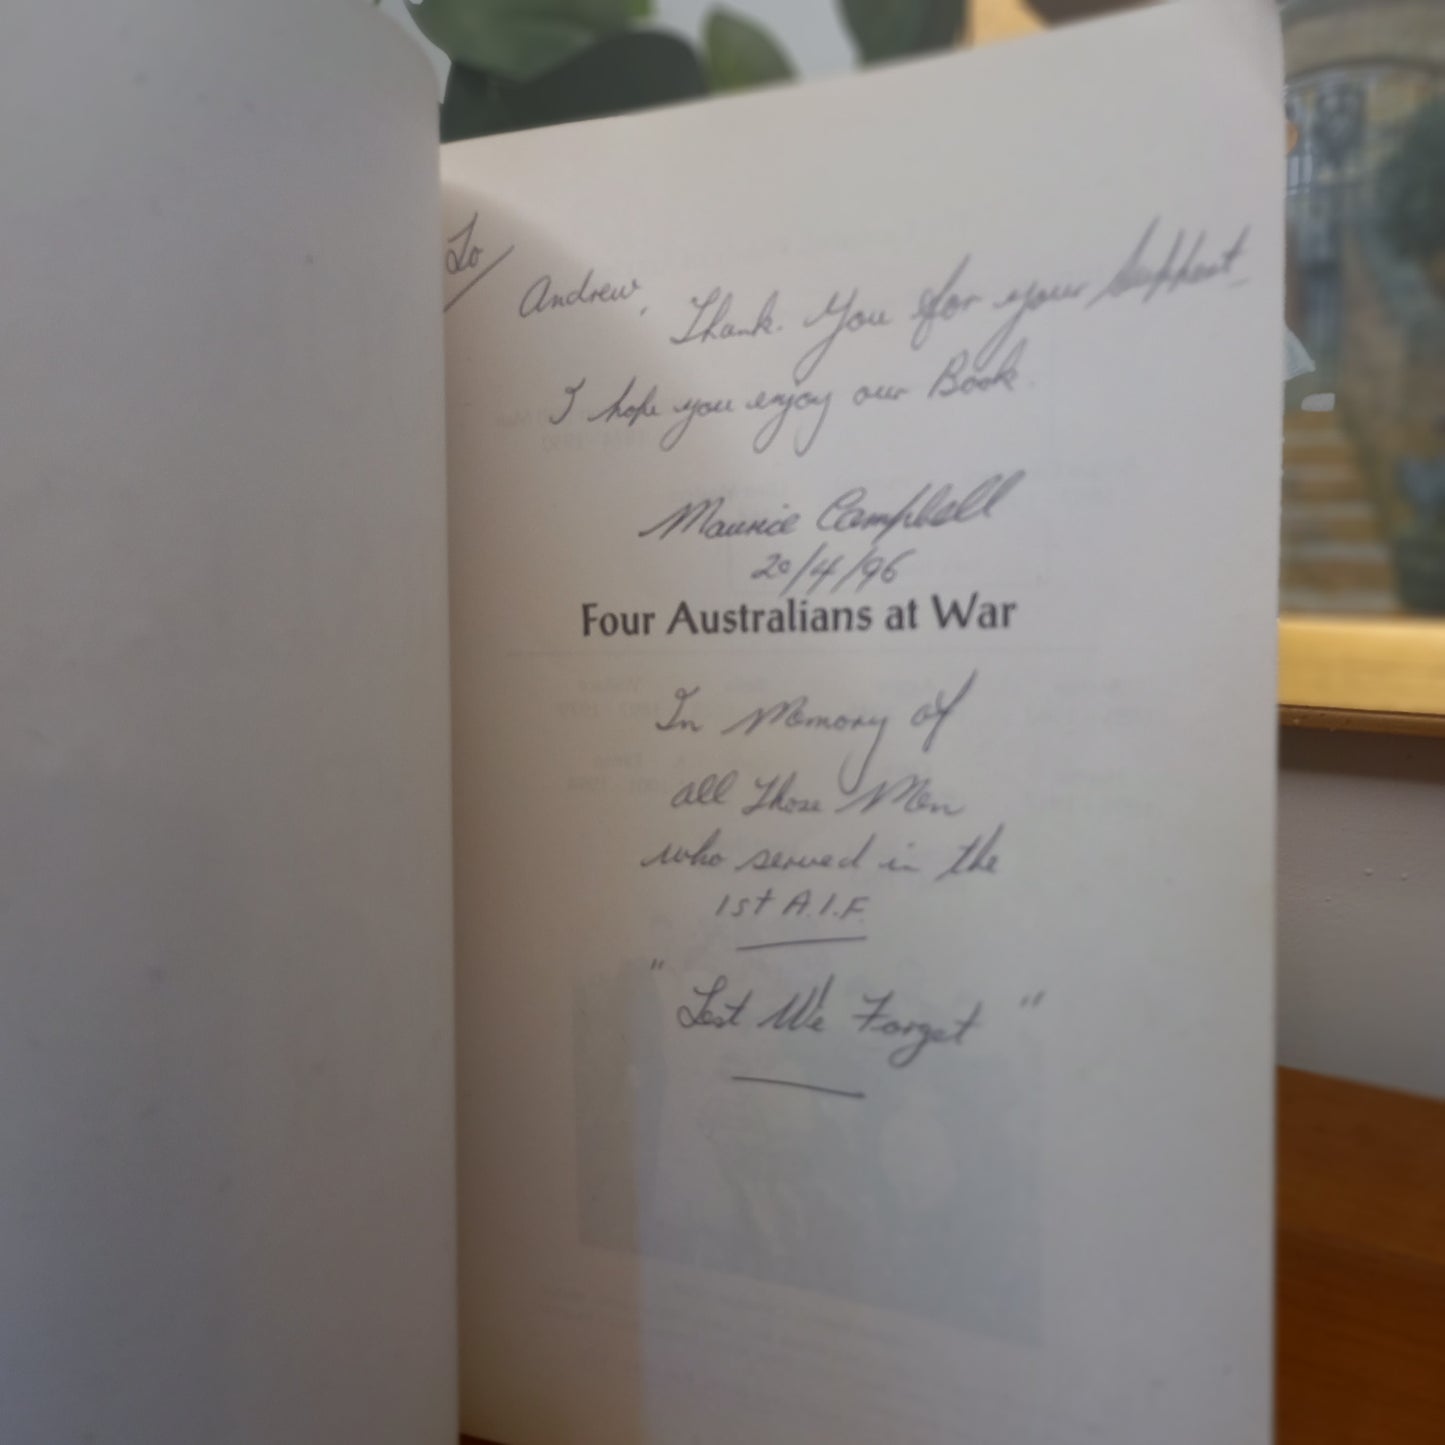 To/
Andrew, Thank. You for your Support
I hope you enjoy our Book.
Maurice Campbell
20/4/96
Four Australians at War
In Memory of
all Those Men
who served in the
1st A.I.F.
" Lest We Forget "